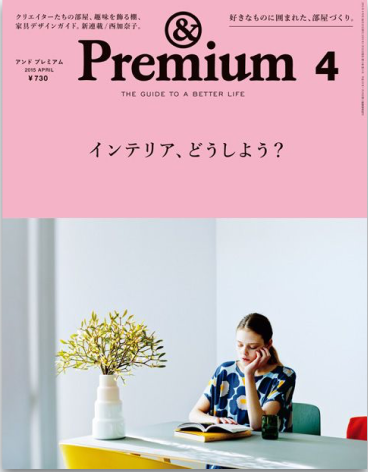 クリエイターたちの部屋、趣味を飾る棚、
家具デザインガイド、新連載/西加奈子。
好きなものに囲まれた、部屋づくり。
&
アンド プレミアム
2015 APRIL
¥730
Premium 4
THE GUIDE TO A BETTER LIFE
インテリア、どうしよう?